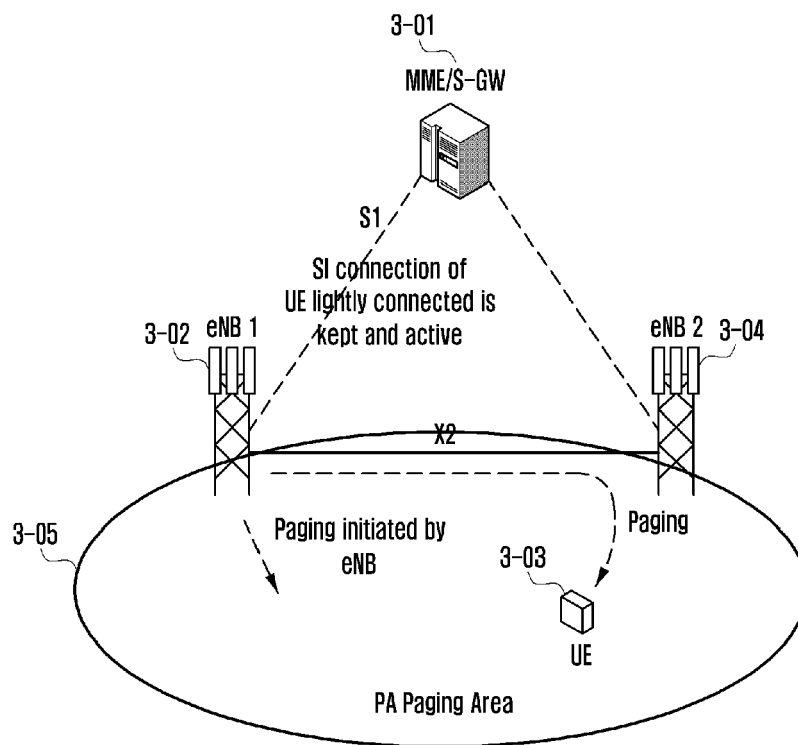 3-01
MME/S-GW
S1
SI connection of
UE lightly connected is
kept and active
3-02
eNB 1
eNB 2
3-04
X2
3-05
Paging initiated by
eNB
Paging
3-03
UE
PA Paging Area